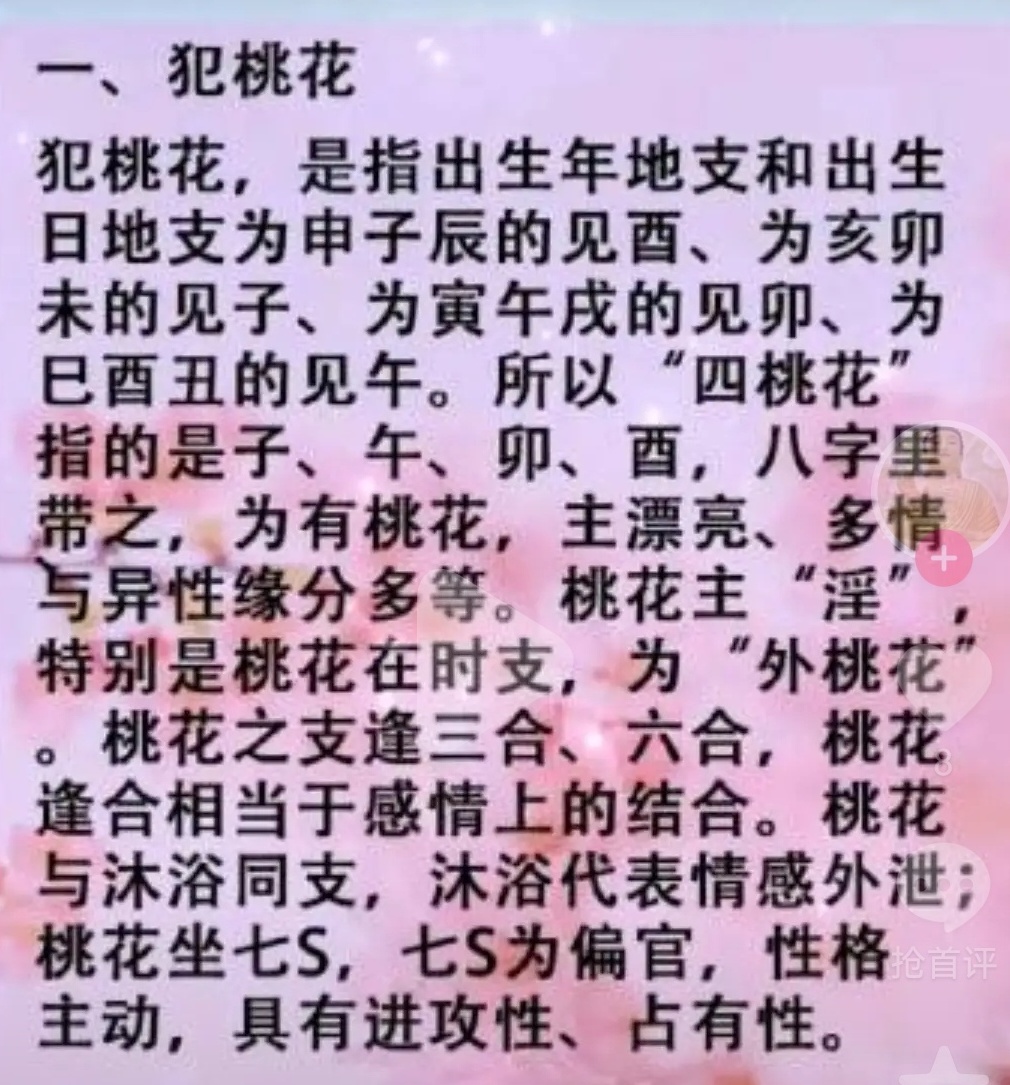 一、犯桃花
犯桃花，是指出生年地支和出生
日地支为申子辰的见酉、为亥卯
未的见子、为寅午戌的见卯、为
巳酉丑的见午。所以“四桃花”
指的是子、午、卯、酉，八字里
带之，为有桃花，主漂亮、多情
与异性缘分多等。桃花主“淫”，
特别是桃花在时支，为“外桃花”
。桃花之支逢三合、六合，桃花
逢合相当于感情上的结合。桃花
与沐浴同支，沐浴代表情感外泄；
桃花坐七S，七S为偏官，性格
主动，具有进攻性、占有性。
抢首评